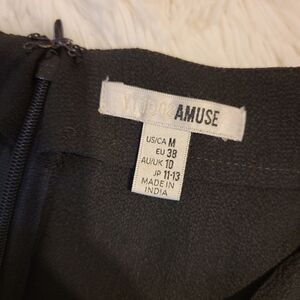 AMUSE
US/CA M
EU 38
AU/UK 10
JP 11-13
MADE IN
INDIA